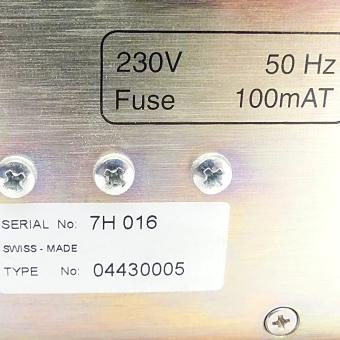 230V 50 Hz
Fuse 100mAT
SERIAL No: 7H 016
SWISS - MADE
TYPE No: 04430005